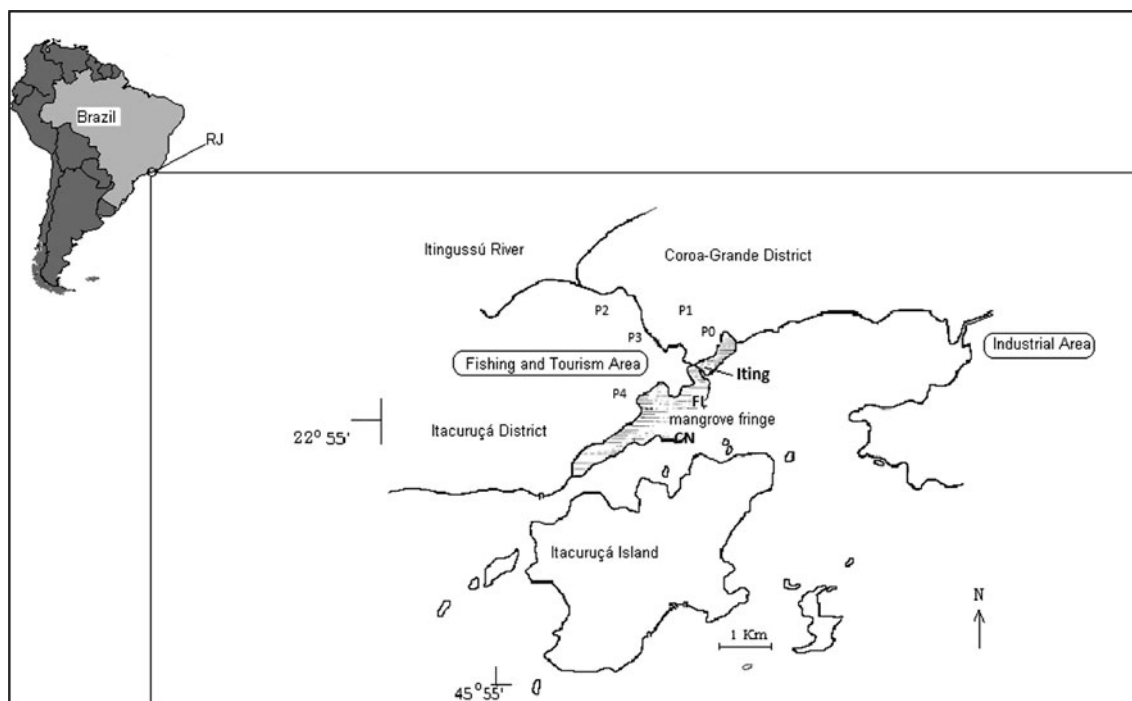 Brazil
RJ
Itingussú River
Coroa-Grande District
P2
P1
P3
P0
Fishing and Tourism Area
Industrial Area
Iting
P4
FL
mangrove fringe
22° 55'
Itacuruçá District
CN
Itacuruçá Island
N
1 Km
45°55'